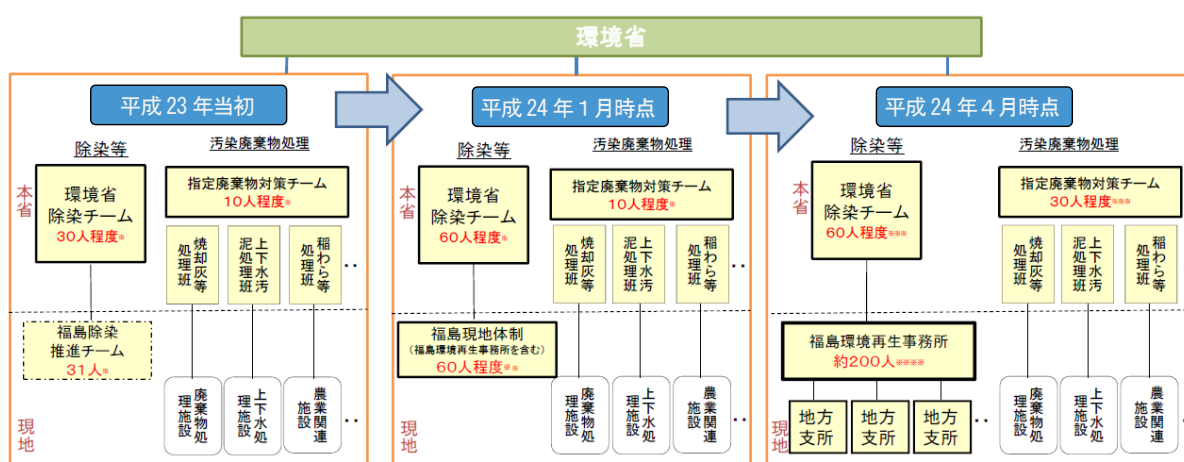 環境省
平成23年当初
除染等
汚染廃棄物処理
本省
環境省
除染チーム
30人程度※
指定廃棄物対策チーム
10人程度※
焼却灰等
処理班
上下水汚
泥処理班
稲わら等
処理班
‥
福島除染
推進チーム
31人※
現地
廃棄物処
理施設
上下水処
理施設
農業関連
施設
‥
平成24年1月時点
除染等
汚染廃棄物処理
環境省
除染チーム
60人程度※
指定廃棄物対策チーム
10人程度※
焼却灰等
処理班
上下水汚
泥処理班
稲わら等
処理班
‥
福島現地体制
(福島環境再生事務所を含む)
60人程度※※
廃棄物処
理施設
上下水処
理施設
農業関連
施設
‥
平成24年4月時点
除染等
汚染廃棄物処理
本省
環境省
除染チーム
60人程度※※※
指定廃棄物対策チーム
30人程度※※※
焼却灰等
処理班
上下水汚
泥処理班
稲わら等
処理班
‥
福島環境再生事務所
約200人※※※※
現地
地方
支所
地方
支所
地方
支所
‥
廃棄物処
理施設
上下水処
理施設
農業関連
施設
‥